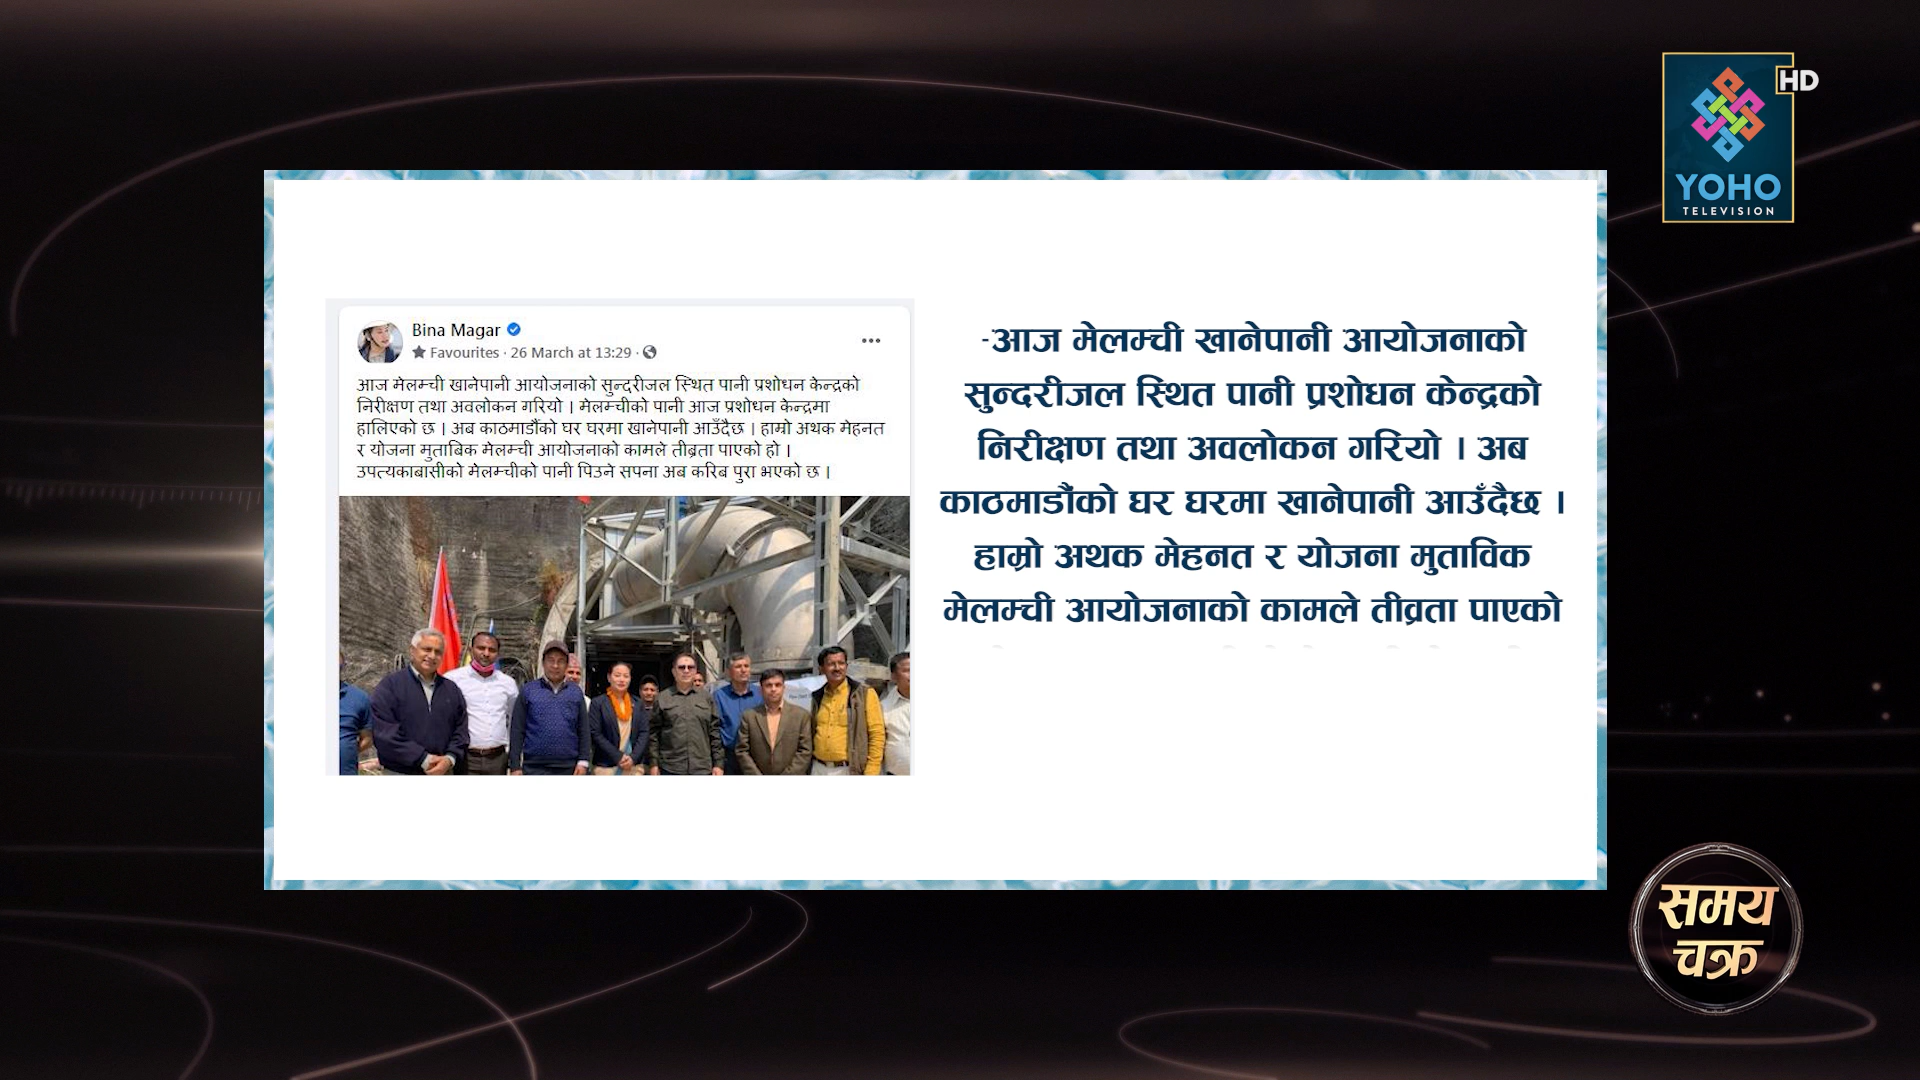 HD
YOHO
TELEVISION
Bina Magar
Favourites · 26 March at 13:29 ·
आज मेलम्ची खानेपानी आयोजनाको सुन्दरीजल स्थित पानी प्रशोधन केन्द्रको
निरीक्षण तथा अवलोकन गरियो । मेलम्चीको पानी आज प्रशोधन केन्द्रमा
हालिएको छ । अब काठमाडौंको घर घरमा खानेपानी आउँदैछ । हाम्रो अथक मेहनत
र योजना मुताबिक मेलम्ची आयोजनाको कामले तीब्रता पाएको हो ।
उपत्यकाबासीको मेलम्चीको पानी पिउने सपना अब करिब पुरा भएको छ ।
-आज मेलम्ची खानेपानी आयोजनाको
सुन्दरीजल स्थित पानी प्रशोधन केन्द्रको
निरीक्षण तथा अवलोकन गरियो । अब
काठमाडौंको घर घरमा खानेपानी आउँदैछ ।
हाम्रो अथक मेहनत र योजना मुताविक
मेलम्ची आयोजनाको कामले तीव्रता पाएको
समय
चक्र